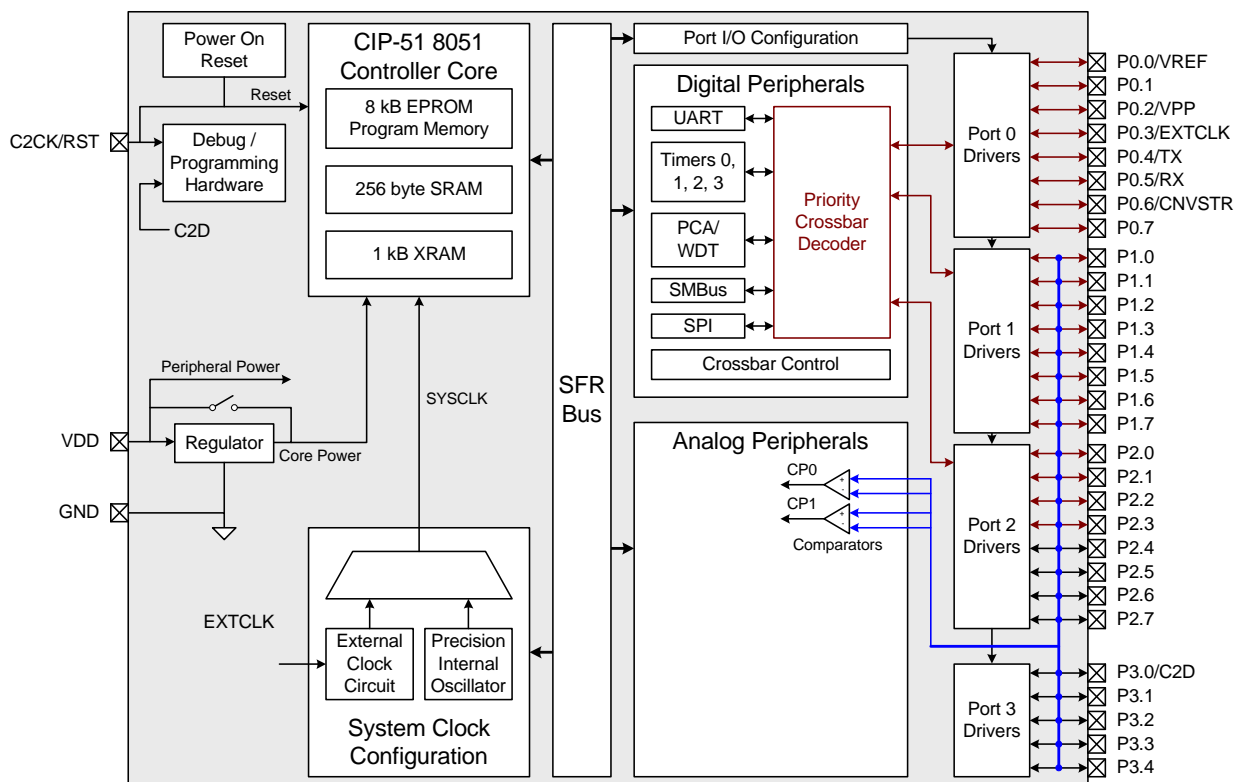 Power On
Reset
Reset
C2CK/RST
Debug /
Programming
Hardware
C2D
CIP-51 8051
Controller Core
8 kB EPROM
Program Memory
256 byte SRAM
1 kB XRAM
Peripheral Power
VDD
Regulator
Core Power
GND
SYSCLK
EXTCLK
External
Clock
Circuit
Precision
Internal
Oscillator
System Clock
Configuration
SFR
Bus
Port I/O Configuration
Digital Peripherals
UART
Timers 0,
1, 2, 3
PCA/
WDT
SMBus
SPI
Priority
Crossbar
Decoder
Crossbar Control
Analog Peripherals
CP0
+
-
CP1
+
-
Comparators
Port 0
Drivers
Port 1
Drivers
Port 2
Drivers
Port 3
Drivers
P0.0/VREF
P0.1
P0.2/VPP
P0.3/EXTCLK
P0.4/TX
P0.5/RX
P0.6/CNVSTR
P0.7
P1.0
P1.1
P1.2
P1.3
P1.4
P1.5
P1.6
P1.7
P2.0
P2.1
P2.2
P2.3
P2.4
P2.5
P2.6
P2.7
P3.0/C2D
P3.1
P3.2
P3.3
P3.4